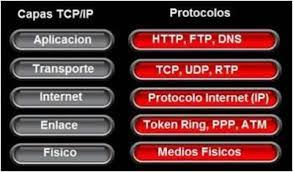 Capas TCP/IP Protocolos
Aplicacion HTTP, FTP, DNS
Transporte TCP, UDP, RTP
Internet Protocolo Internet (IP)
Enlace Token Ring, PPP, ATM
Fisico Medios Fisicos